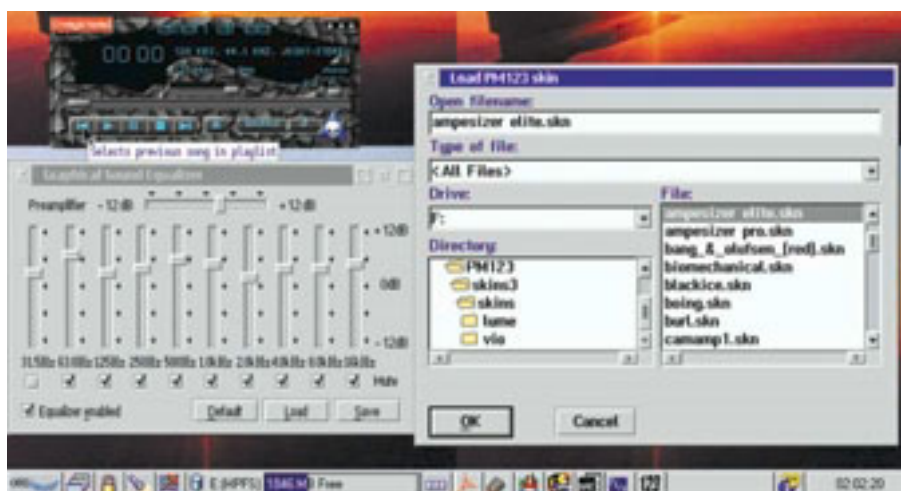 00 00
Selects previous song in playlist
Graphical Sound Equalizer
Preamplifier -12 dB +12 dB
+12dB
0dB
-12dB
Mute
Equalizer enabled
Default Load Save
Load PM123 skin
Open filename:
ampesizer elite.skn
Type of file:
<All Files>
Drive:
F:
Directory:
PM123
skins3
skins
lume
vio
File:
ampesizer elite.skn
ampesizer pro.skn
bang_&_olufsen_(red).skn
biomechanical.skn
blackice.skn
boing.skn
burl.skn
camamp1.skn
OK Cancel
E (HPFS) Free
02:02:20